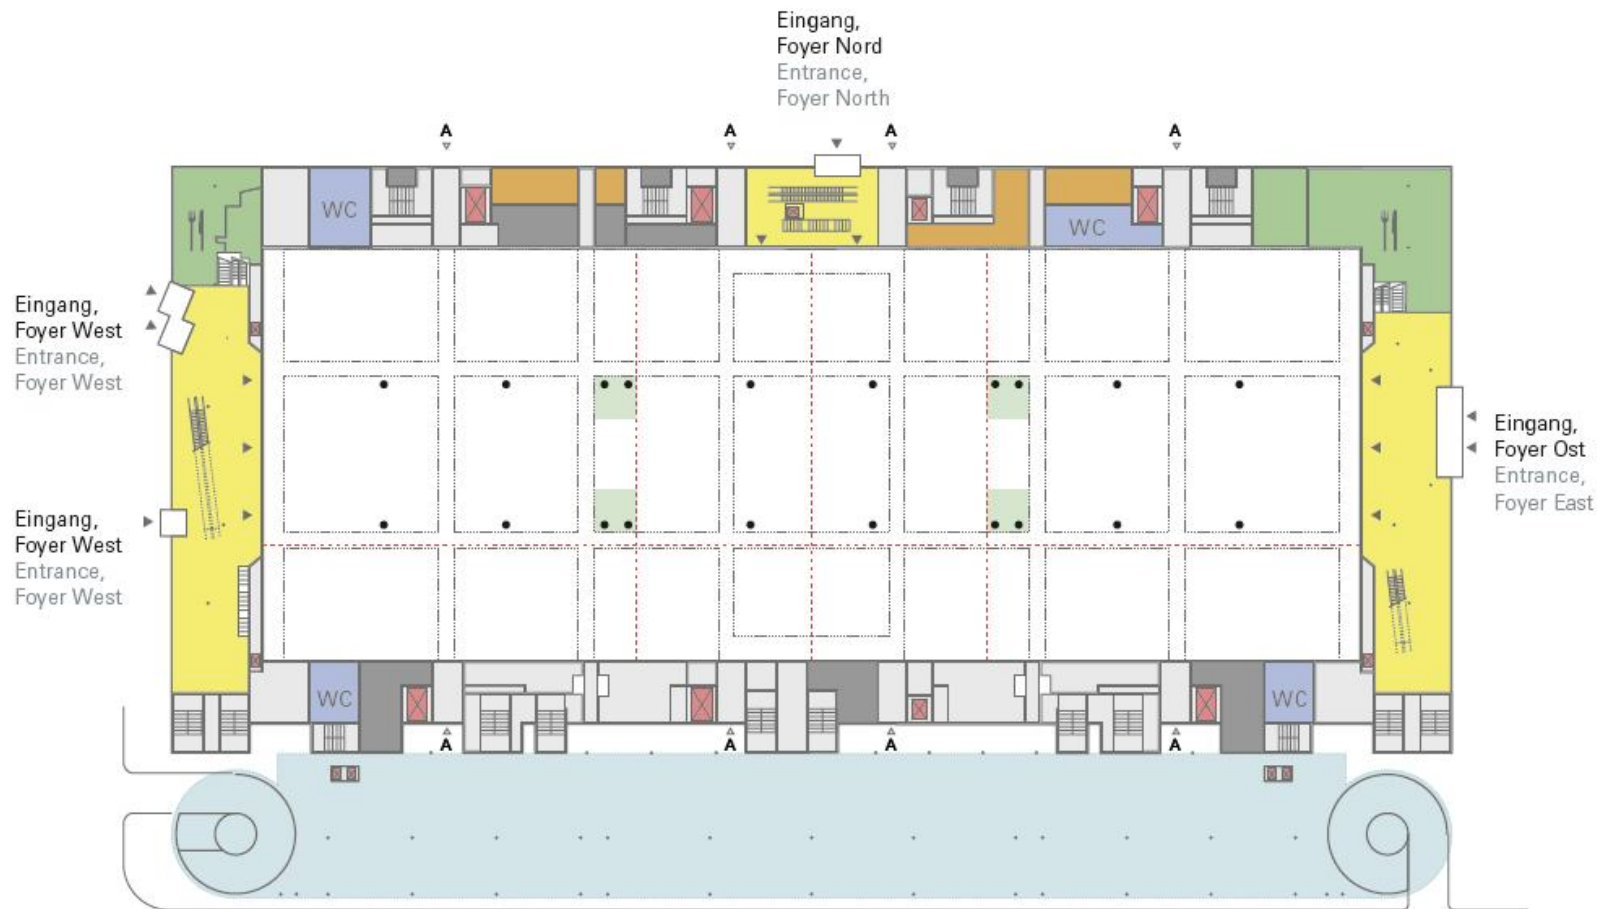 Eingang,
Foyer Nord
Entrance,
Foyer North
A
A
A
A
WC
WC
Eingang,
Foyer West
Entrance,
Foyer West
Eingang,
Foyer Ost
Entrance,
Foyer East
Eingang,
Foyer West
Entrance,
Foyer West
WC
WC
A
A
A
A